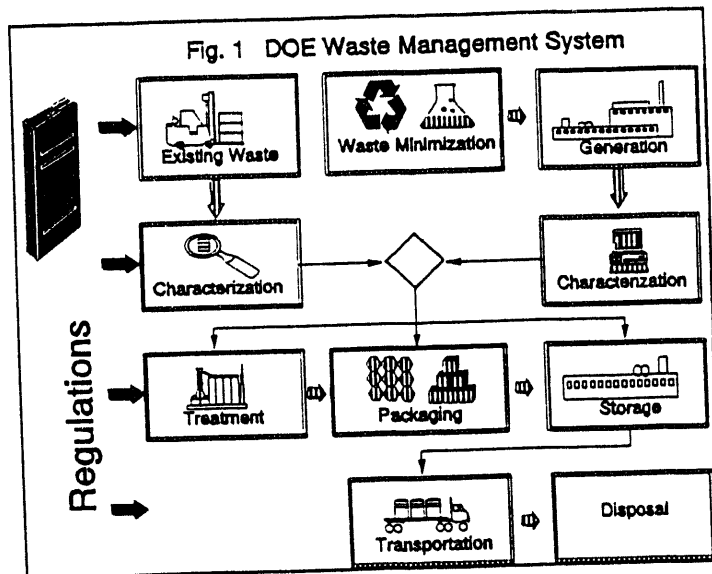 Fig. 1 DOE Waste Management System
Existing Waste
Waste Minimization
Generation
Characterization
Characterization
Regulations
Treatment
Packaging
Storage
Transportation
Disposal